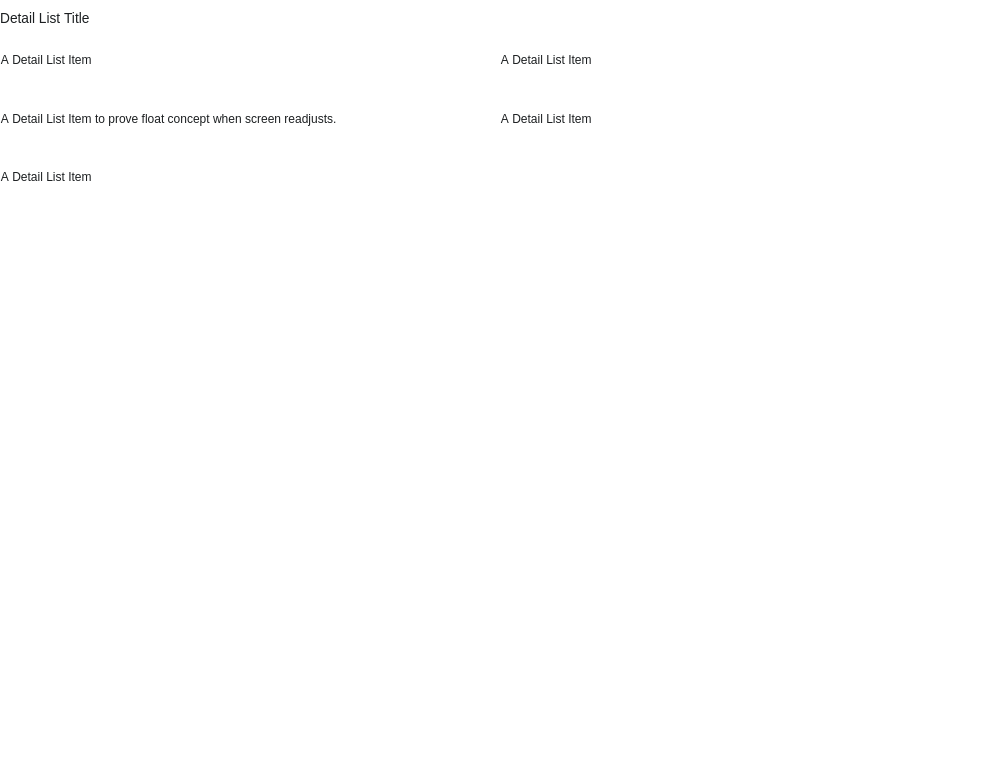 Detail List Title
A Detail List Item
A Detail List Item
A Detail List Item to prove float concept when screen readjusts.
A Detail List Item
A Detail List Item